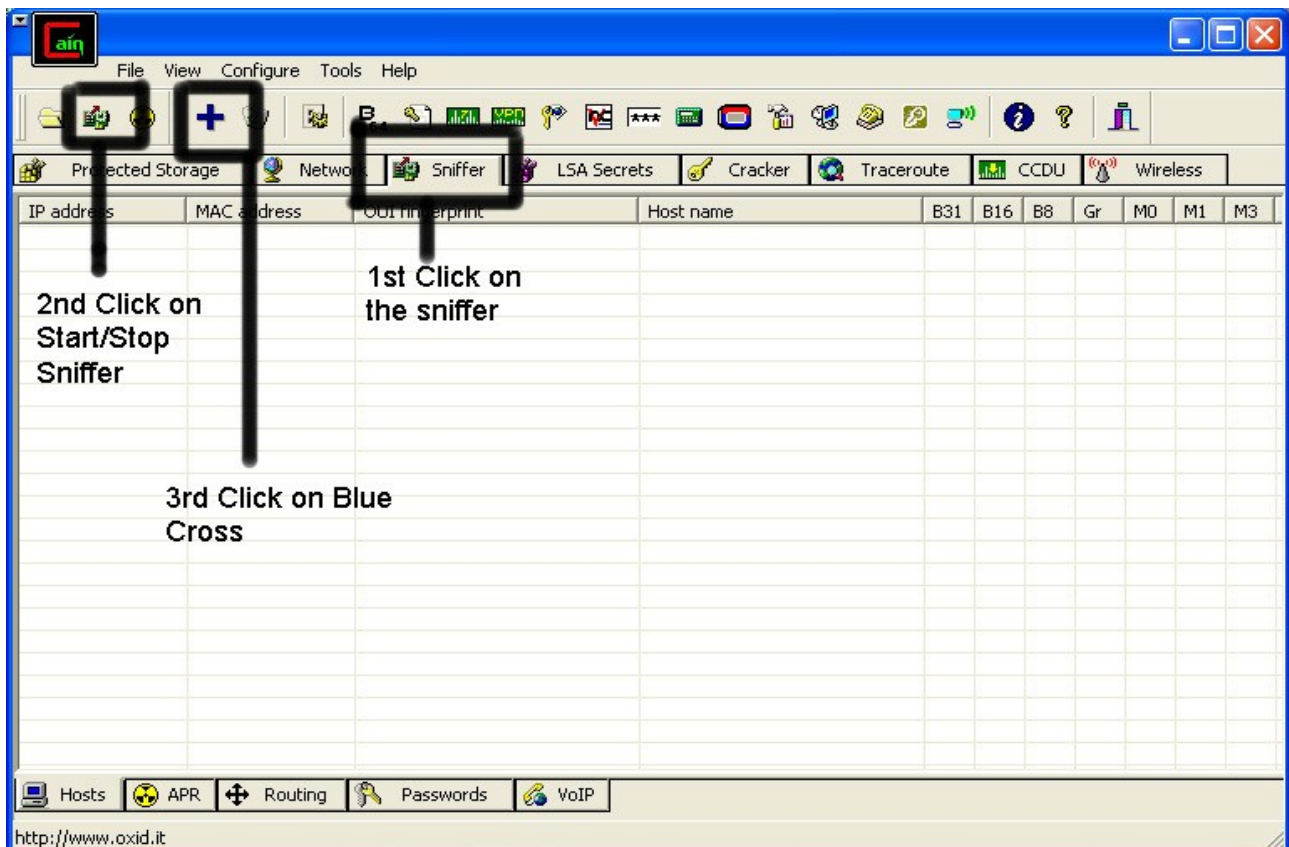 Cain
File View Configure Tools Help
B
64
Protected Storage Network Sniffer LSA Secrets Cracker Traceroute CCDU Wireless
IP address MAC address OUI fingerprint Host name B31 B16 B8 Gr M0 M1 M3
1st Click on
the sniffer
2nd Click on
Start/Stop
Sniffer
3rd Click on Blue
Cross
Hosts APR Routing Passwords VoIP
http://www.oxid.it